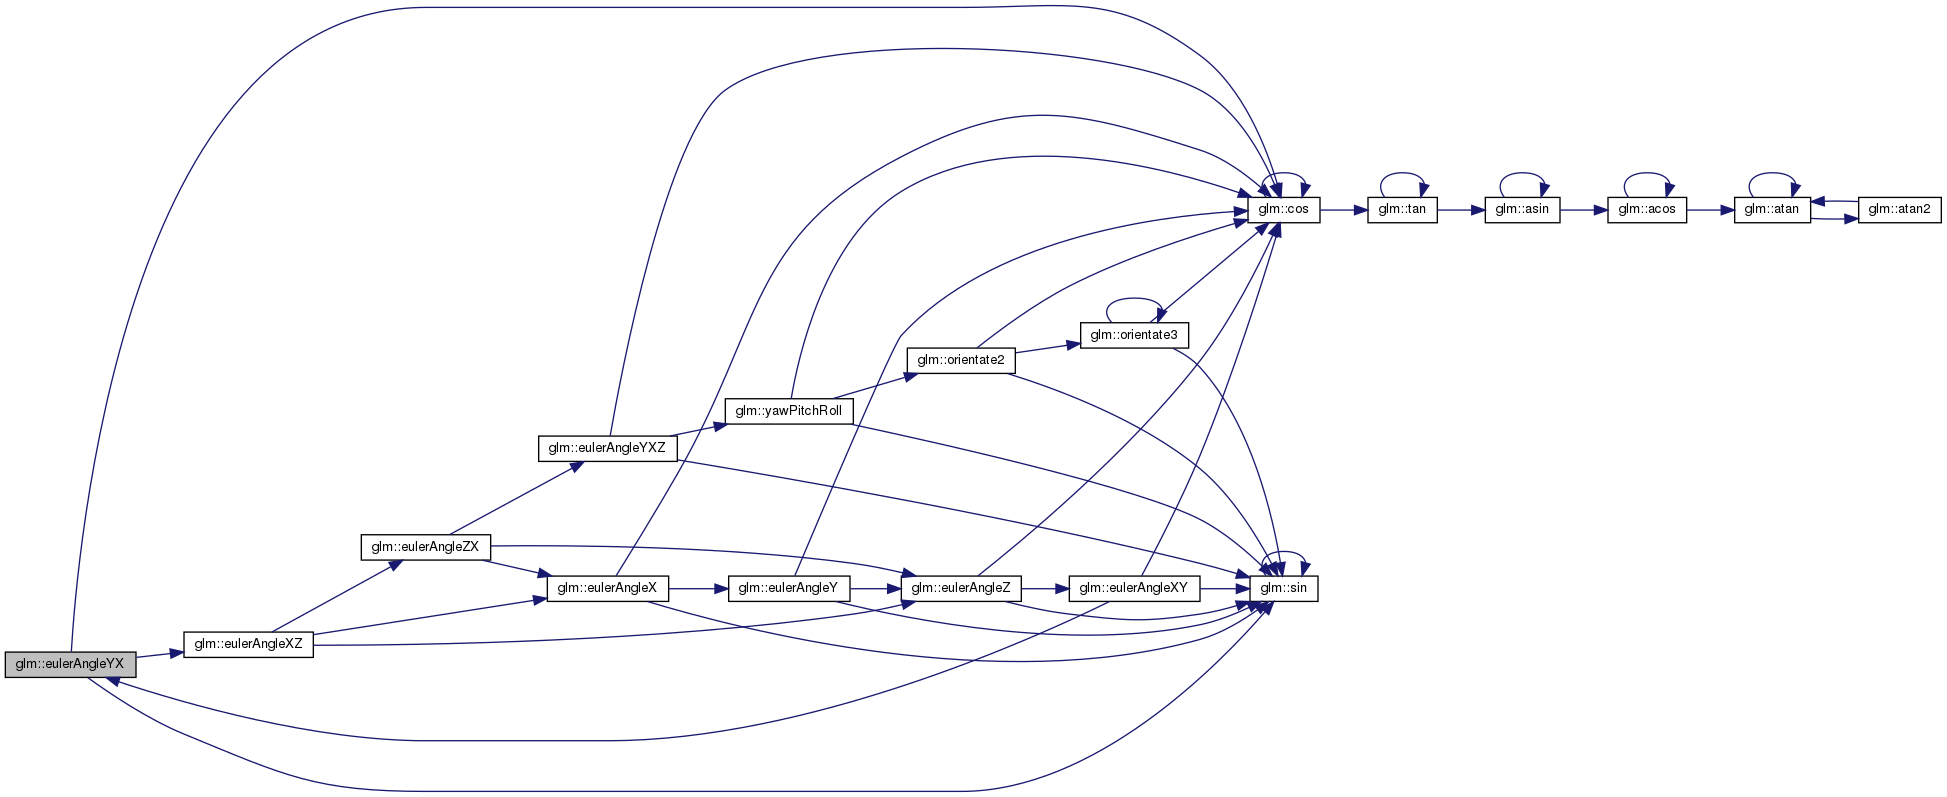 glm::cos
glm::tan
glm::asin
glm::acos
glm::atan
glm::atan2
glm::orientate3
glm::orientate2
glm::yawPitchRoll
glm::eulerAngleYXZ
glm::eulerAngleZX
glm::eulerAngleX
glm::eulerAngleY
glm::eulerAngleZ
glm::eulerAngleXY
glm::sin
glm::eulerAngleXZ
glm::eulerAngleYX